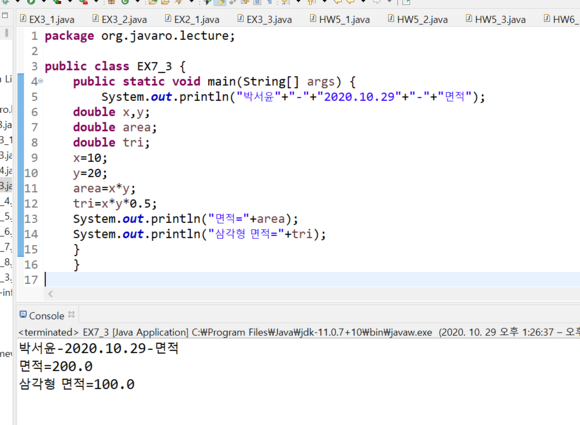 EX3_1.java EX3_2.java EX2_1.java EX3_3.java HW5_1.java HW5_2.java HW5_3.java HW6_
1 package org.javaro.lecture;
2
3 public class EX7_3 {
4 public static void main(String[] args) {
5 System.out.println("박서윤"+"-"+"2020.10.29"+"-"+"면적");
6 double x,y;
7 double area;
8 double tri;
9 x=10;
10 y=20;
11 area=x*y;
12 tri=x*y*0.5;
13 System.out.println("면적="+area);
14 System.out.println("삼각형 면적="+tri);
15 }
16 }
17
Console
<terminated> EX7_3 [Java Application] C:₩Program Files₩Java₩jdk-11.0.7+10₩bin₩javaw.exe (2020. 10. 29 오후 1:26:37 – 오후
박서윤-2020.10.29-면적
면적=200.0
삼각형 면적=100.0